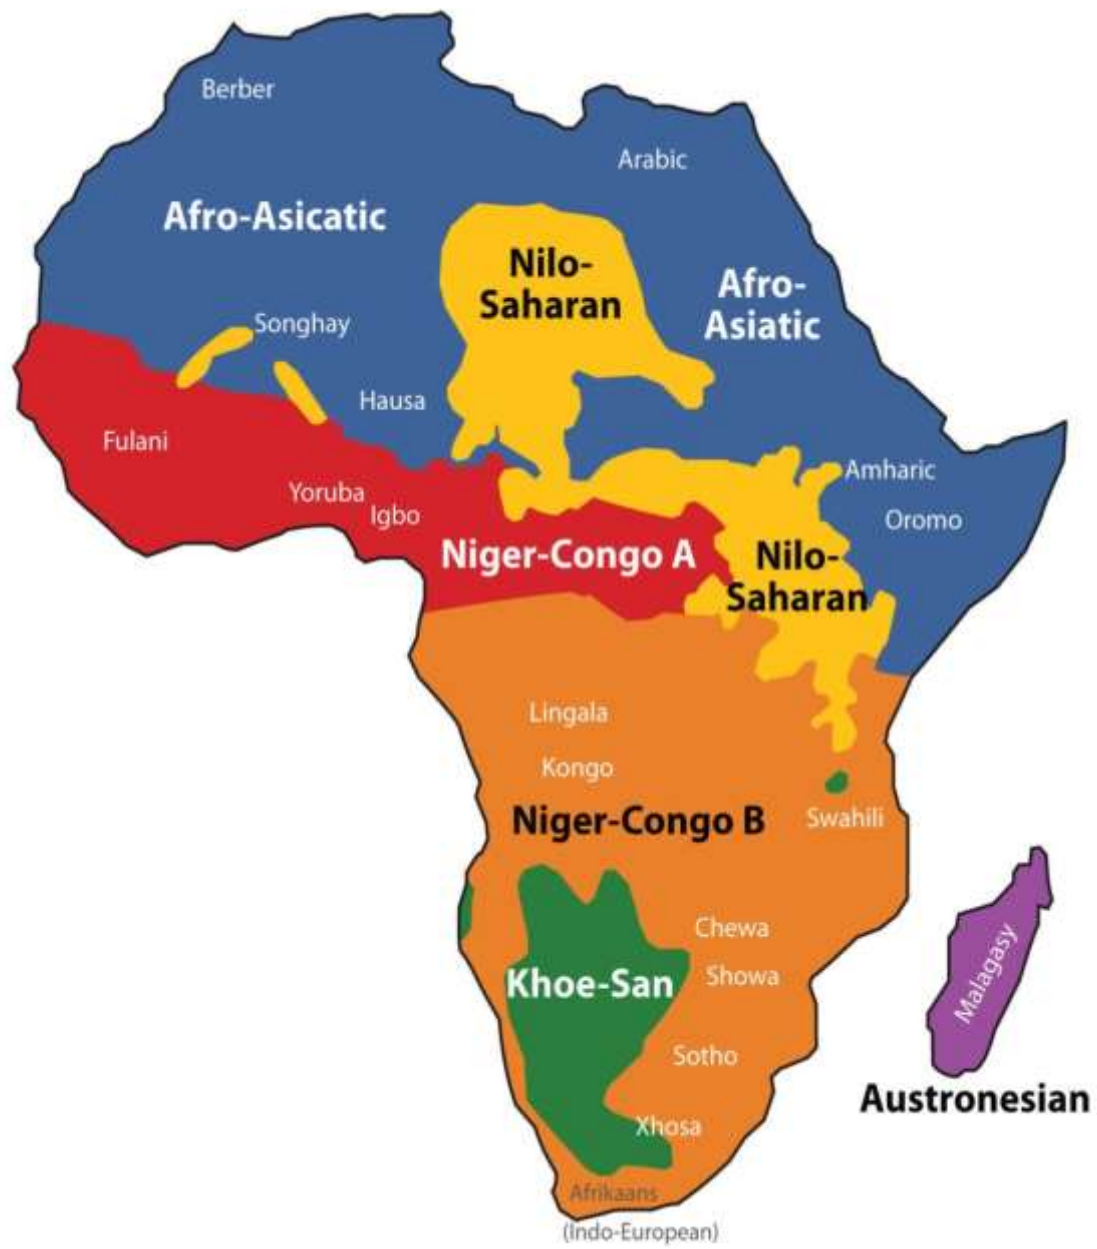 Berber
Arabic
Afro-Asicatic
Nilo-
Saharan
Afro-
Asiatic
Songhay
Hausa
Fulani
Amharic
Yoruba
Igbo
Oromo
Niger-Congo A
Nilo-
Saharan
Lingala
Kongo
Niger-Congo B
Swahili
Chewa
Khoe-San
Showa
Malagasy
Sotho
Austronesian
Xhosa
Afrikaans
(Indo-European)